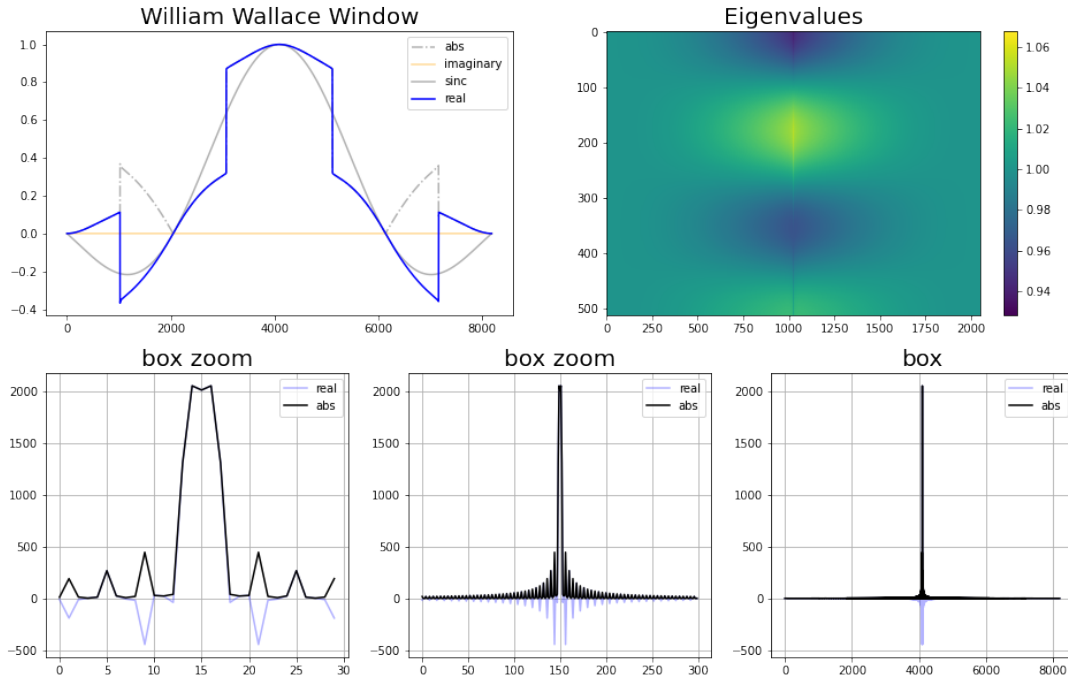 William Wallace Window
1.0
0.8
0.6
0.4
0.2
0.0
−0.2
−0.4
0 2000 4000 6000 8000
abs
imaginary
sinc
real
Eigenvalues
0
100
200
300
400
500
0 250 500 750 1000 1250 1500 1750 2000
1.06
1.04
1.02
1.00
0.98
0.96
0.94
box zoom
2000
1500
1000
500
0
−500
0 5 10 15 20 25 30
real
abs
box zoom
2000
1500
1000
500
0
−500
0 50 100 150 200 250 300
real
abs
box
2000
1500
1000
500
0
−500
0 2000 4000 6000 8000
real
abs